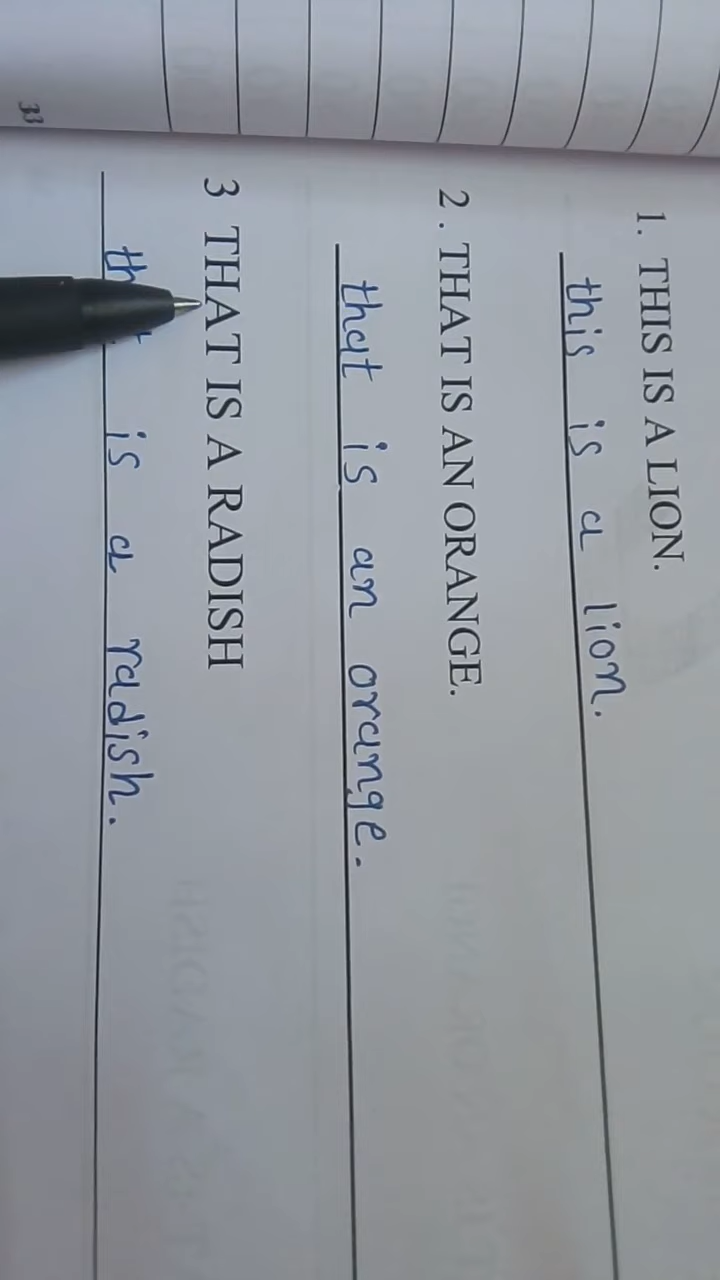 1. THIS IS A LION.
this is a lion.
2 . THAT IS AN ORANGE.
that is an orange.
3 THAT IS A RADISH
is a radish.
33